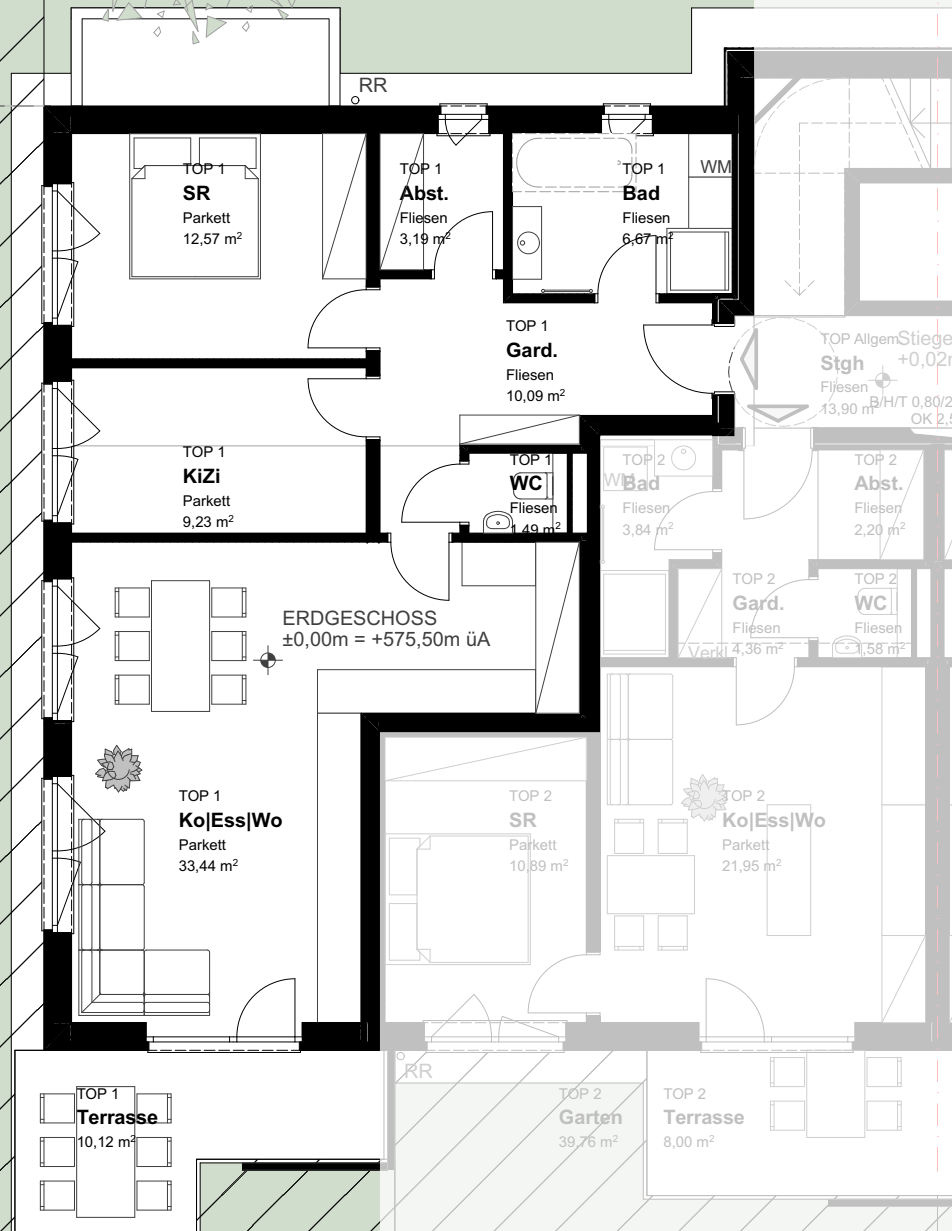 RR
TOP 1
SR
Parkett
12,57 m²
TOP 1
Abst.
Fliesen
3,19 m²
TOP 1
Bad
Fliesen
6,67 m²
WM
TOP 1
Gard.
Fliesen
10,09 m²
TOP Allgem
Stgh
Fliesen
13,90 m²
Stiege
+0,02m
B/H/T 0,80/2
OK 2,5
TOP 1
KiZi
Parkett
9,23 m²
TOP 1
WC
Fliesen
1,49 m²
TOP 2
Bad
Fliesen
3,84 m²
WM
TOP 2
Abst.
Fliesen
2,20 m²
TOP 2
Gard.
Fliesen
4,36 m²
Verkl
TOP 2
WC
Fliesen
1,58 m²
ERDGESCHOSS
±0,00m = +575,50m üA
TOP 1
Ko|Ess|Wo
Parkett
33,44 m²
TOP 2
SR
Parkett
10,89 m²
TOP 2
Ko|Ess|Wo
Parkett
21,95 m²
RR
TOP 1
Terrasse
10,12 m²
TOP 2
Garten
39,76 m²
TOP 2
Terrasse
8,00 m²